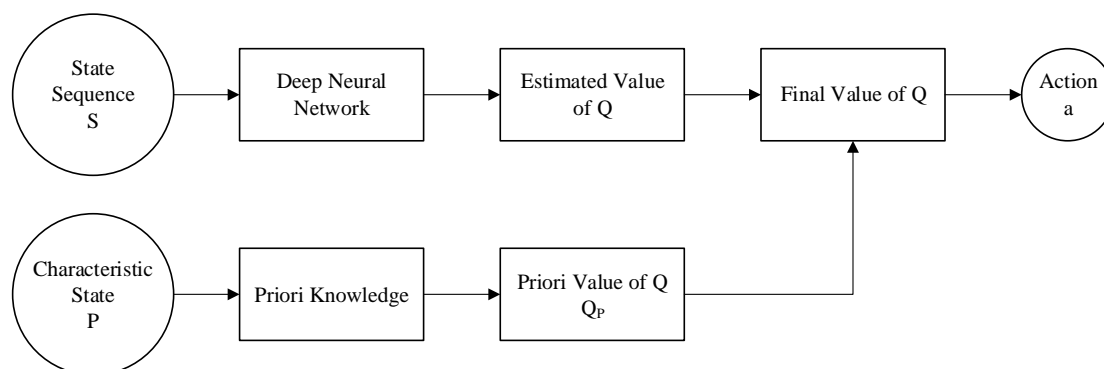 State
Sequence
S
Deep Neural
Network
Estimated Value
of Q
Final Value of Q
Action
a
Characteristic
State
P
Priori Knowledge
Priori Value of Q
Qₚ